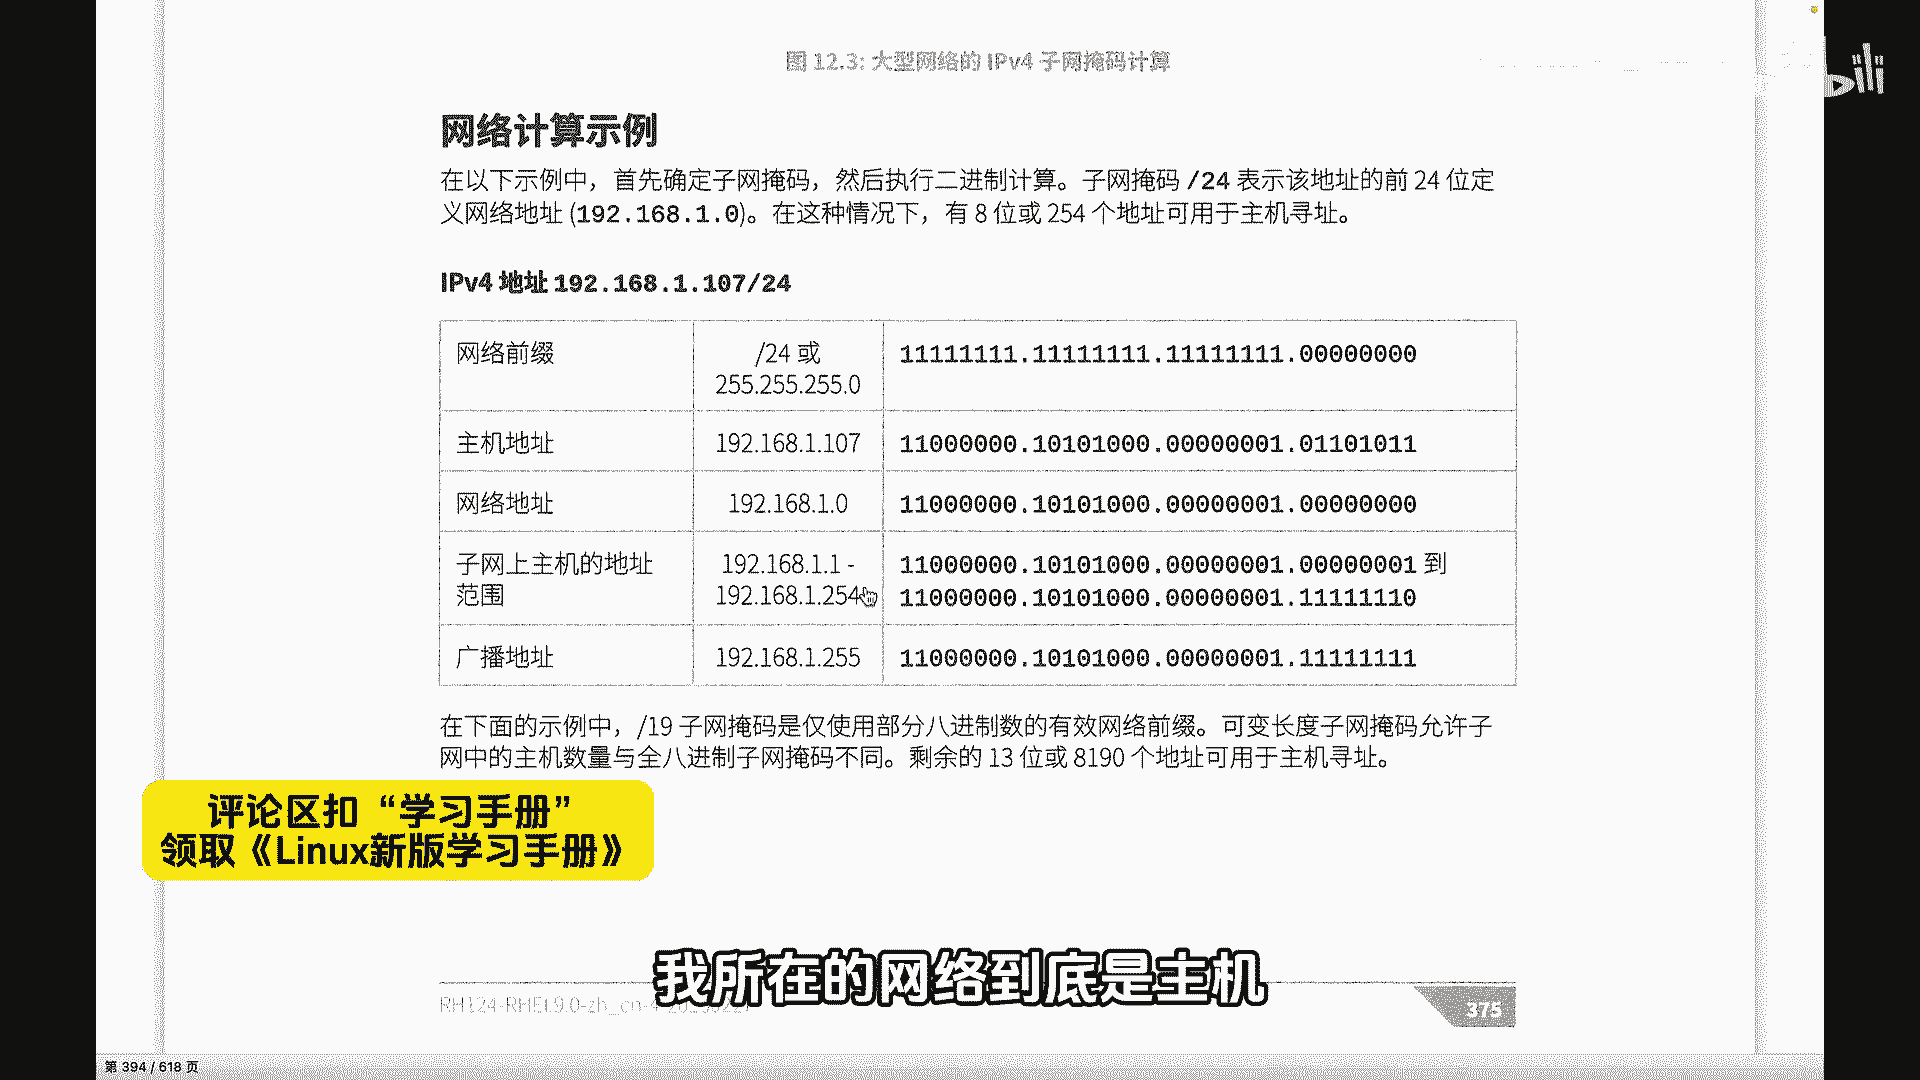 bili
图 12.3: 大型网络的 IPv4 子网掩码计算
网络计算示例
在以下示例中，首先确定子网掩码，然后执行二进制计算。子网掩码 /24 表示该地址的前 24 位定
义网络地址 (192.168.1.0)。在这种情况下，有 8 位或 254 个地址可用于主机寻址。
IPv4 地址 192.168.1.107/24
网络前缀 /24 或 11111111.11111111.11111111.00000000
255.255.255.0
主机地址 192.168.1.107 11000000.10101000.00000001.01101011
网络地址 192.168.1.0 11000000.10101000.00000001.00000000
子网上主机的地址 192.168.1.1 - 11000000.10101000.00000001.00000001 到
范围 192.168.1.254 11000000.10101000.00000001.11111110
广播地址 192.168.1.255 11000000.10101000.00000001.11111111
在下面的示例中，/19 子网掩码是仅使用部分八进制数的有效网络前缀。可变长度子网掩码允许子
网中的主机数量与全八进制子网掩码不同。剩余的 13 位或 8190 个地址可用于主机寻址。
评论区扣“学习手册”
领取《Linux新版学习手册》
我所在的网络到底是主机
RH124-RHEL9.0-zh_cn-4
375
第 394 / 618 页